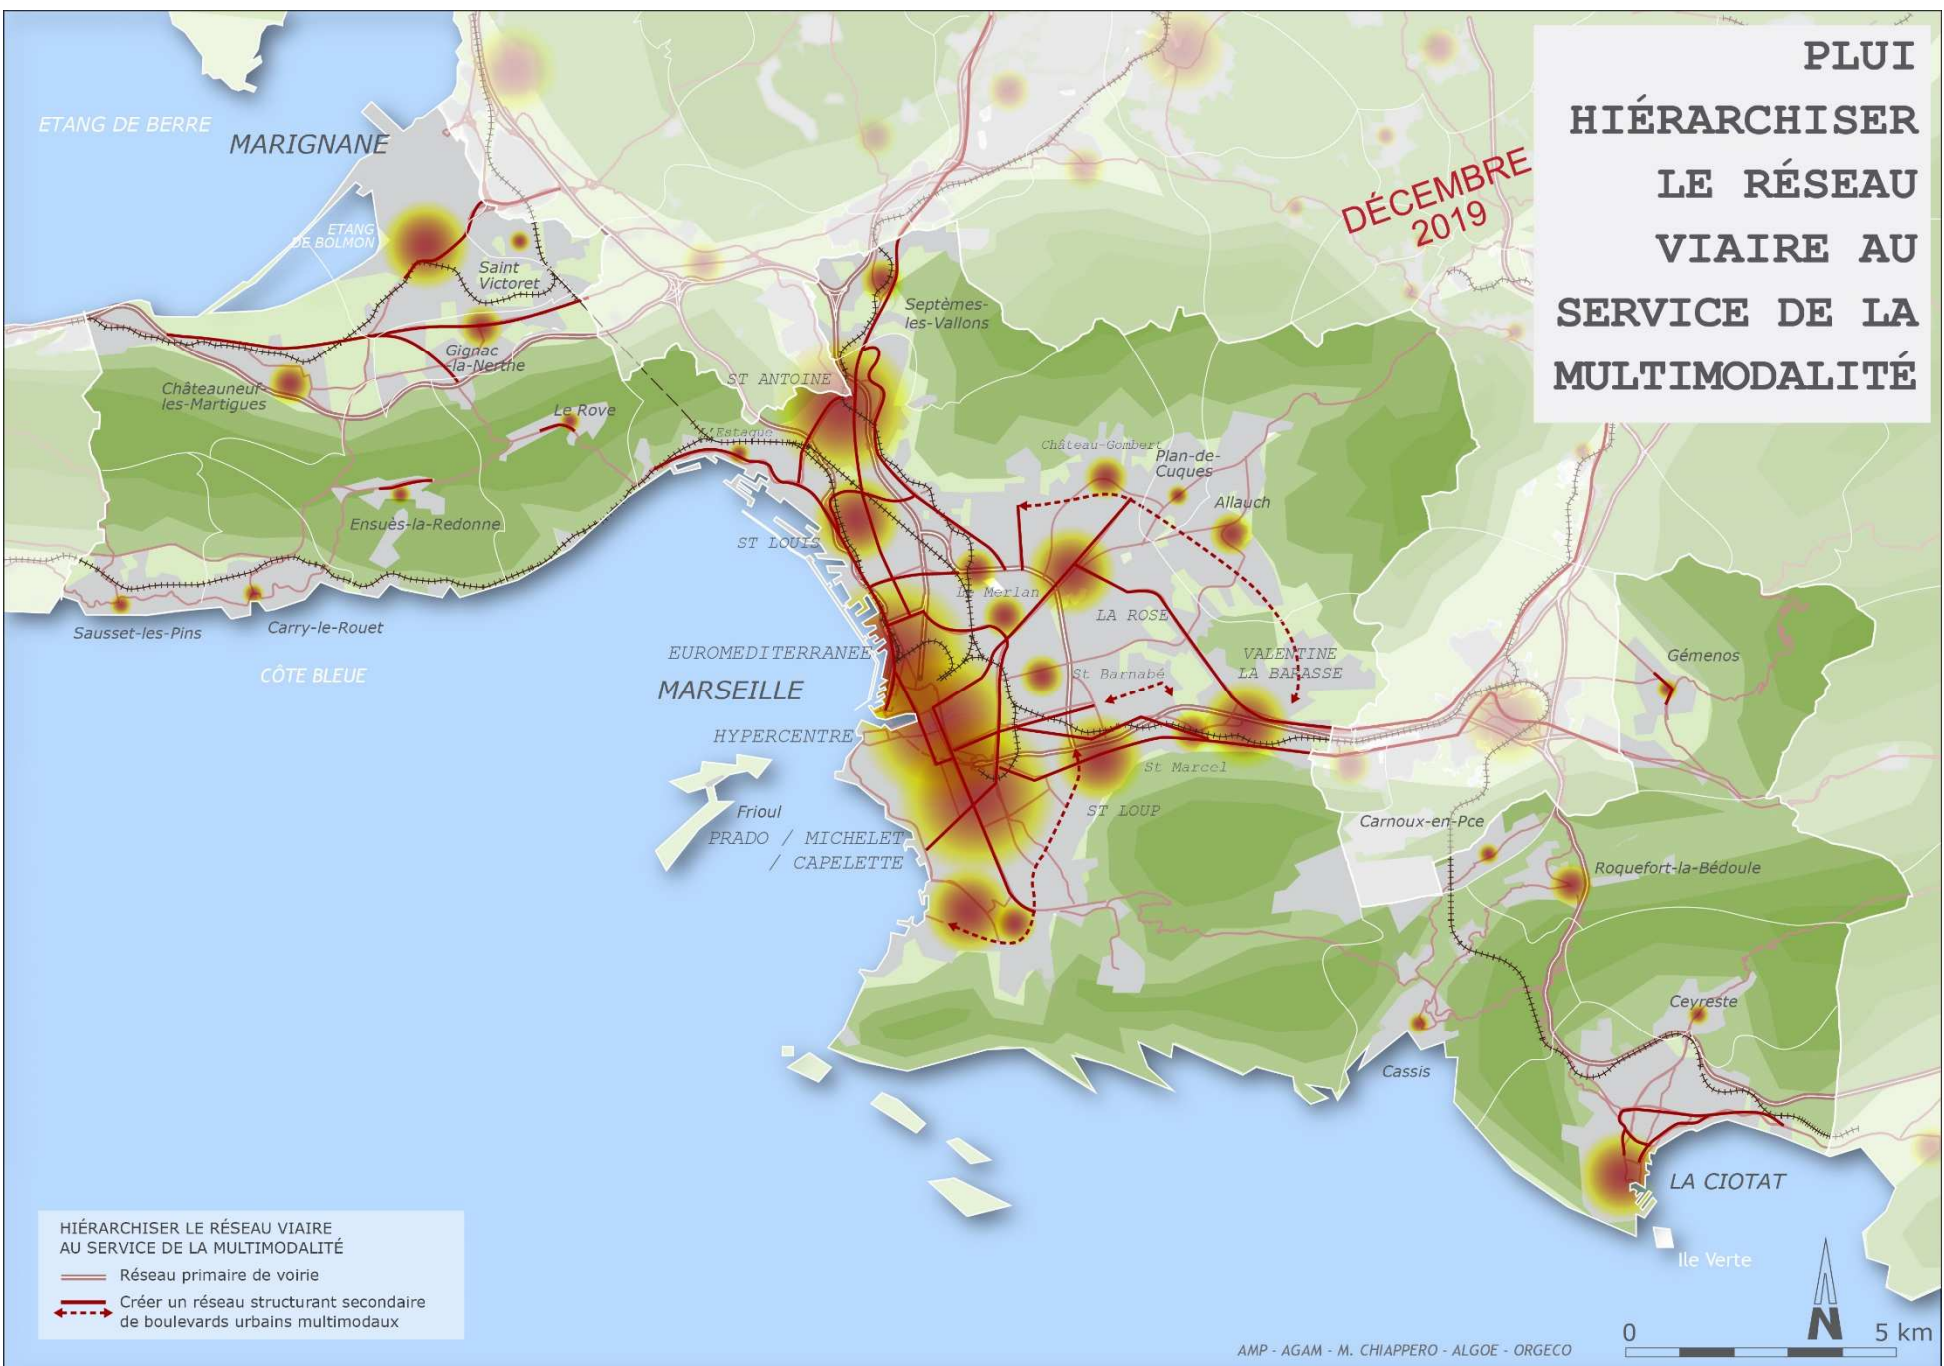 PLUI
HIÉRARCHISER
LE RÉSEAU
VIAIRE AU
SERVICE DE LA
MULTIMODALITÉ
DÉCEMBRE
2019
ETANG DE BERRE
MARIGNANE
ETANG
DE BOLMON
Saint
Victoret
Septèmes-
les-Vallons
Gignac
-la-Nerthe
Châteauneuf-
les-Martigues
ST ANTOINE
Le Rove
L'Estaque
Château-Gombert
Plan-de-
Cuques
Allauch
Ensuès-la-Redonne
ST LOUIS
Le Merlan
LA ROSE
Sausset-les-Pins
Carry-le-Rouet
CÔTE BLEUE
EUROMEDITERRANEE
MARSEILLE
St Barnabé
VALENTINE
LA BARASSE
Gémenos
HYPERCENTRE
St Marcel
Frioul
ST LOUP
PRADO / MICHELET
/ CAPELETTE
Carnoux-en-Pce
Roquefort-la-Bédoule
Ceyreste
Cassis
LA CIOTAT
Ile Verte
HIÉRARCHISER LE RÉSEAU VIAIRE
AU SERVICE DE LA MULTIMODALITÉ
Réseau primaire de voirie
Créer un réseau structurant secondaire
de boulevards urbains multimodaux
N
0 5 km
AMP - AGAM - M. CHIAPPERO - ALGOE - ORGECO